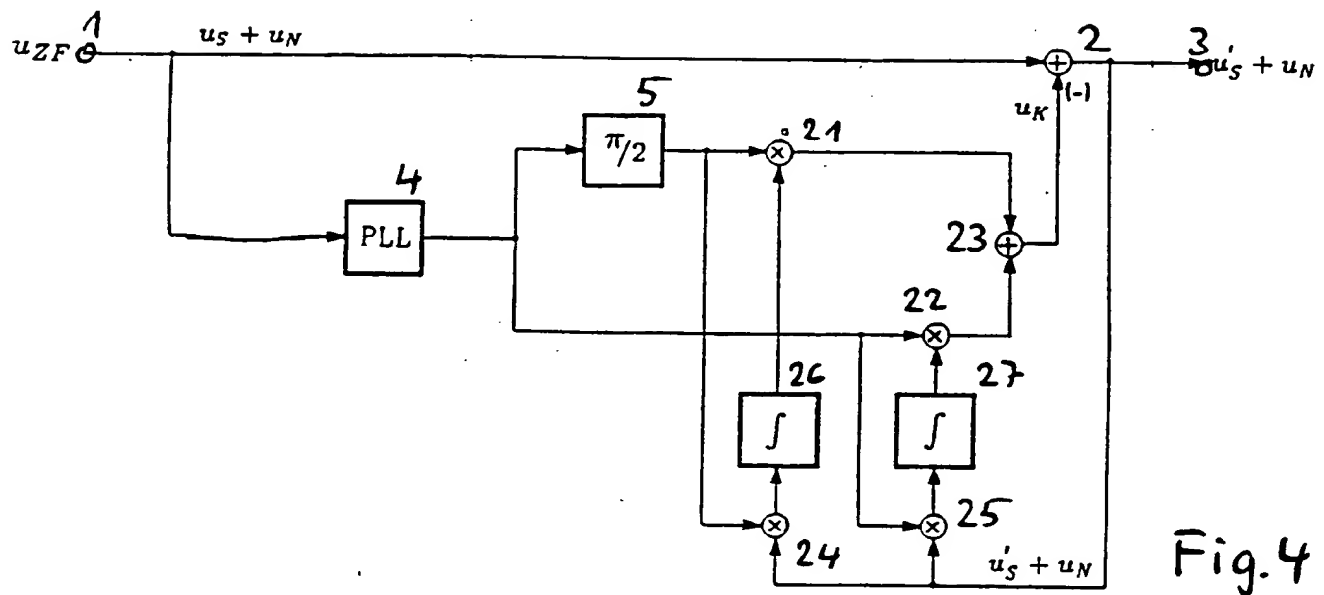 1
u_ZF
u_S + u_N
2
3
u'_S + u_N
(-)
u_K
5
π/2
21
4
PLL
23
22
26
∫
27
∫
24
25
u'_S + u_N
Fig. 4